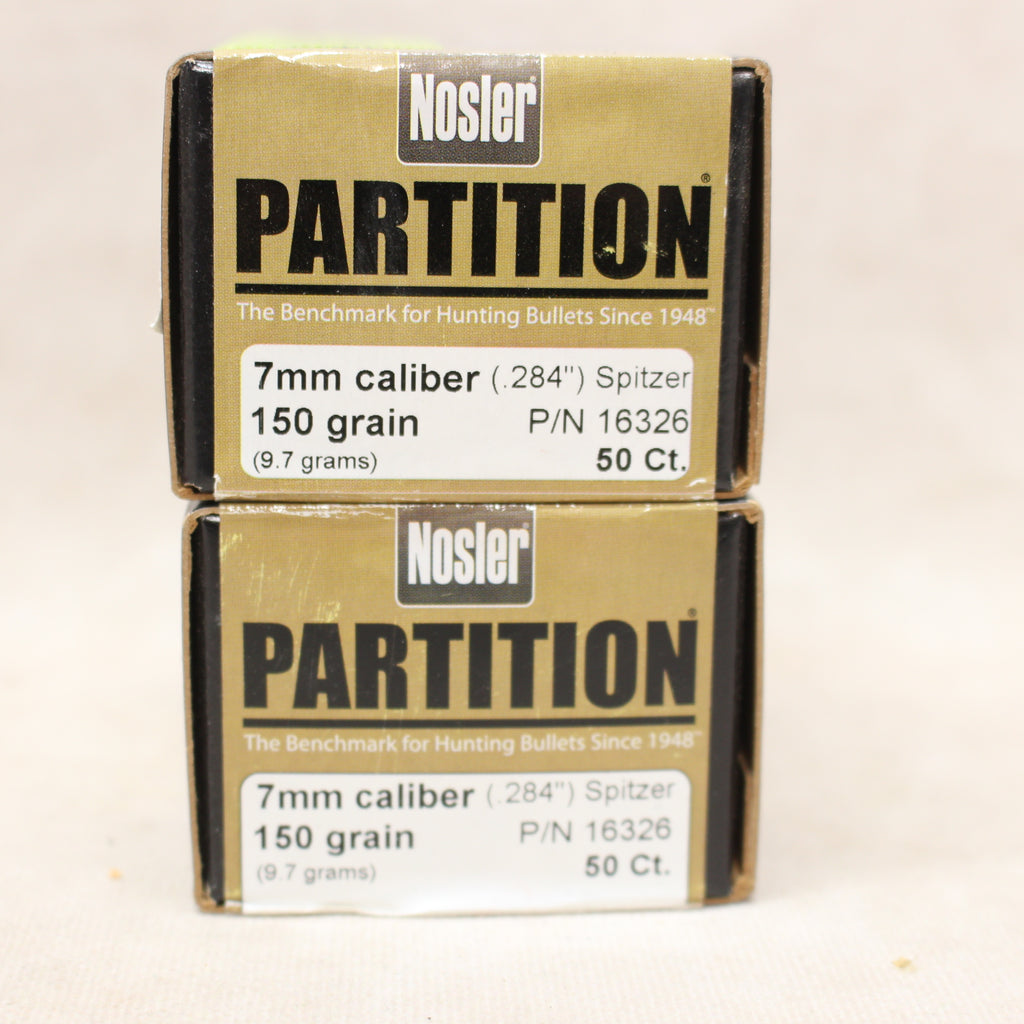 Nosler®
PARTITION®
The Benchmark for Hunting Bullets Since 1948™
7mm caliber (.284") Spitzer
150 grain P/N 16326
(9.7 grams) 50 Ct.
Nosler®
PARTITION®
The Benchmark for Hunting Bullets Since 1948™
7mm caliber (.284") Spitzer
150 grain P/N 16326
(9.7 grams) 50 Ct.